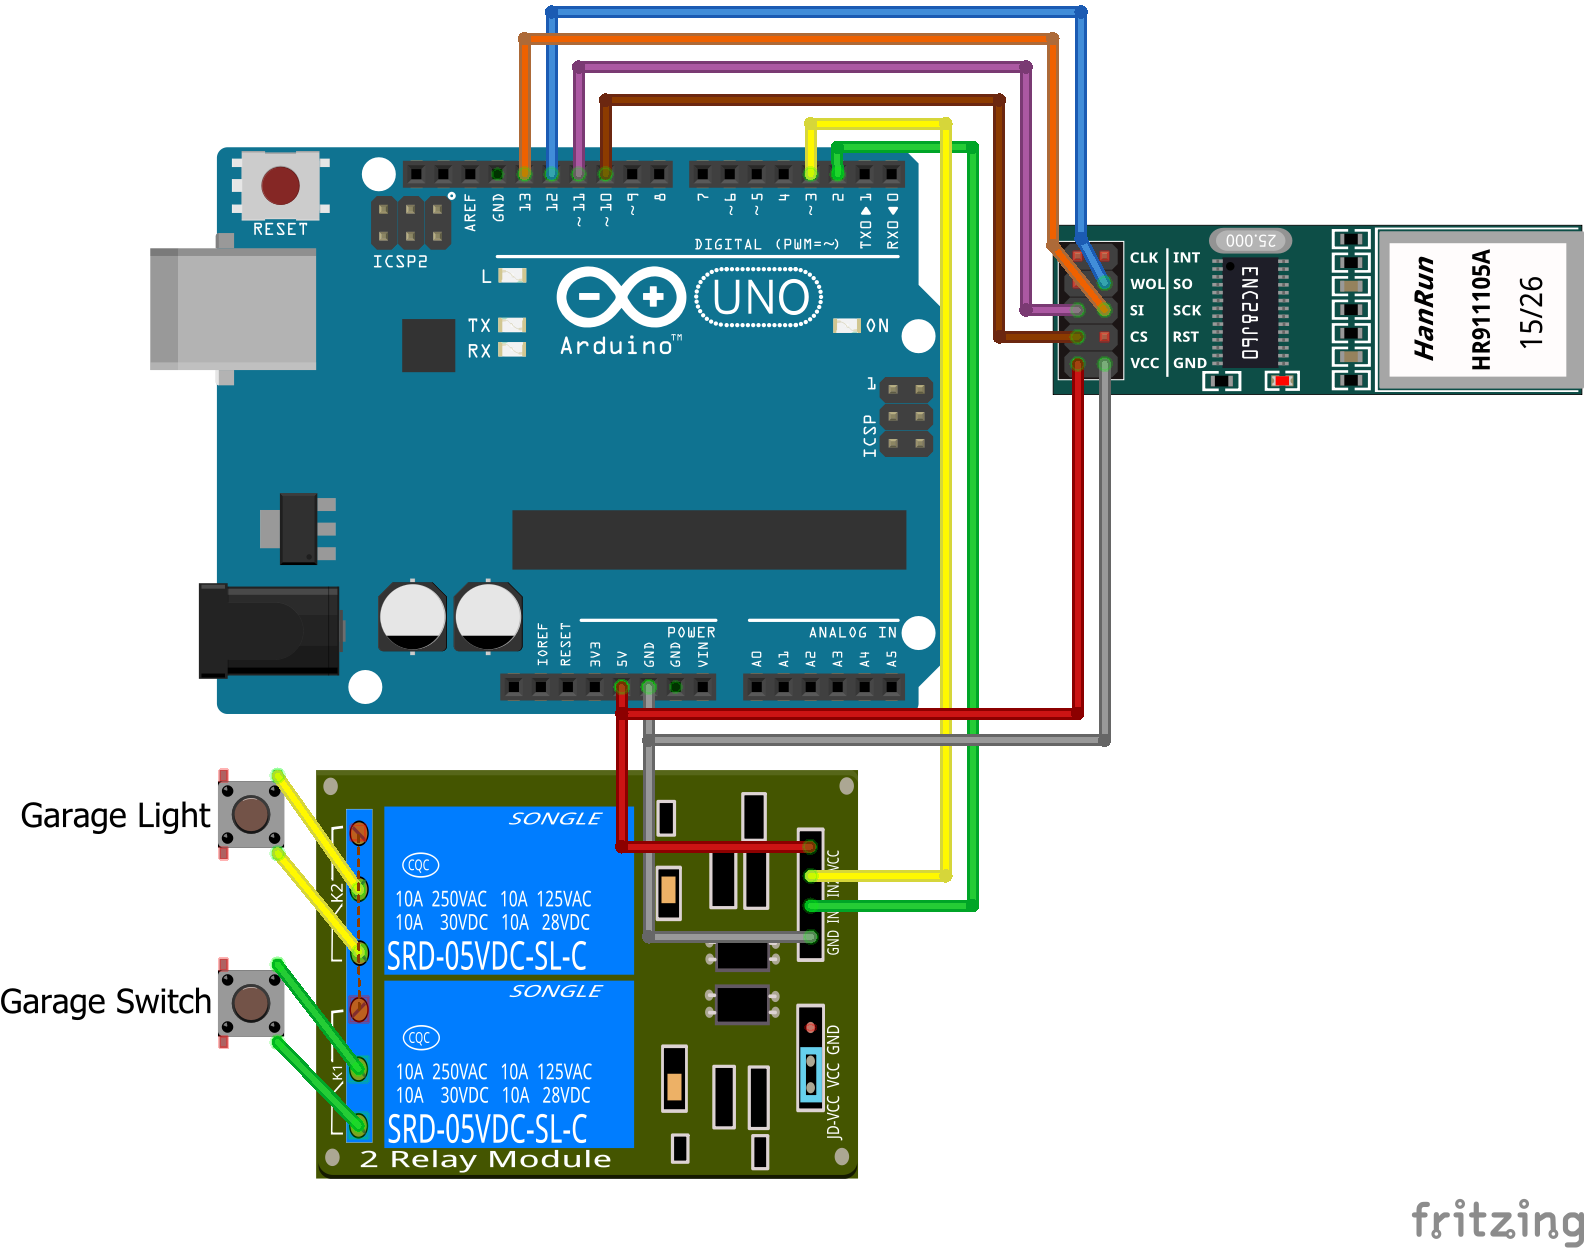 RESET
ICSP2
AREF
GND
13
12
~11
~10
~9
8
7
~6
~5
4
~3
2
TX0▶1
RX0◀0
DIGITAL (PWM=~)
L
TX
RX
ON
UNO
Arduino™
1
ICSP
IOREF
RESET
3V3
5V
GND
GND
VIN
POWER
A0
A1
A2
A3
A4
A5
ANALOG IN
CLK INT
WOL SO
SI SCK
CS RST
VCC GND
25.000
ENC28J60
HanRun
HR911105A
15/26
Garage Light
Garage Switch
K2
K1
SONGLE
CQC
10A 250VAC 10A 125VAC
10A 30VDC 10A 28VDC
SRD-05VDC-SL-C
SONGLE
CQC
10A 250VAC 10A 125VAC
10A 30VDC 10A 28VDC
SRD-05VDC-SL-C
2 Relay Module
VCC
GND
JD-VCC VCC GND
fritzing